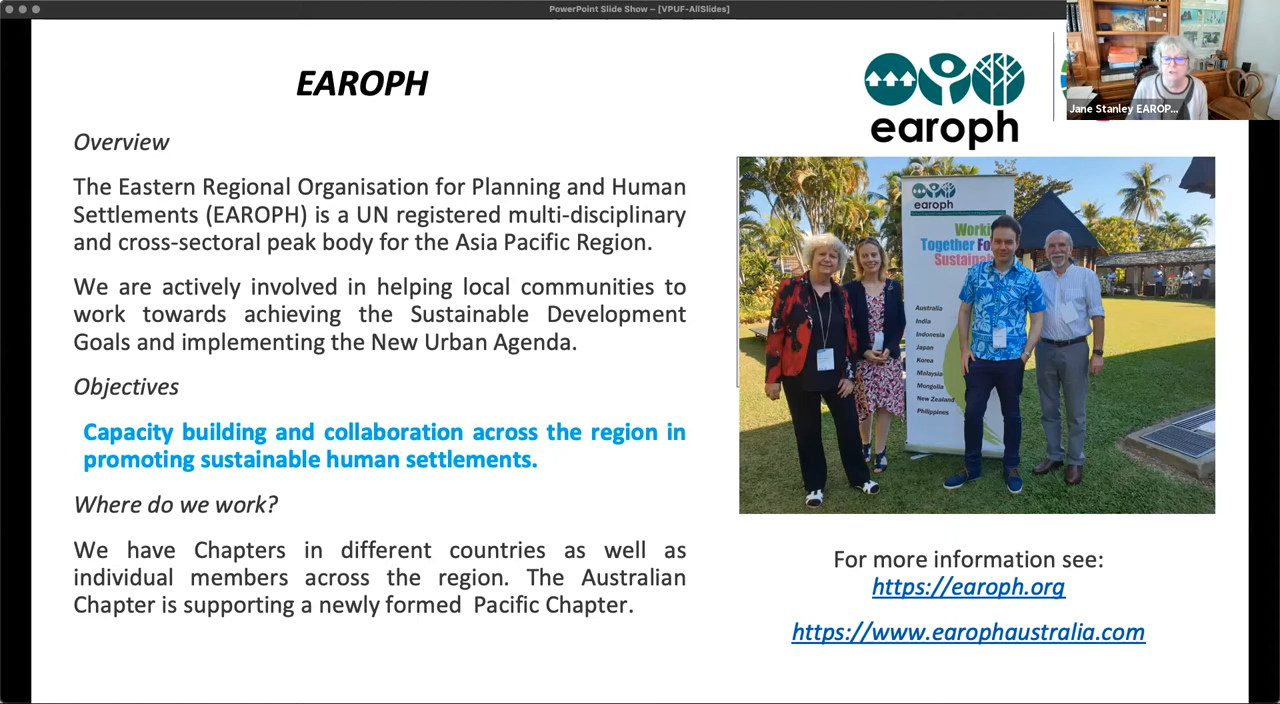 PowerPoint Slide Show – [VPUF-AllSlides]
Jane Stanley EAROP...
EAROPH
earoph
Overview
The Eastern Regional Organisation for Planning and Human
Settlements (EAROPH) is a UN registered multi-disciplinary
and cross-sectoral peak body for the Asia Pacific Region.
We are actively involved in helping local communities to
work towards achieving the Sustainable Development
Goals and implementing the New Urban Agenda.
Objectives
Capacity building and collaboration across the region in
promoting sustainable human settlements.
Where do we work?
We have Chapters in different countries as well as
individual members across the region. The Australian
Chapter is supporting a newly formed  Pacific Chapter.
earoph
Together
Australia
India
Indonesia
Japan
Korea
Malaysia
Mongolia
New Zealand
Philippines
For more information see:
https://earoph.org
https://www.earophaustralia.com